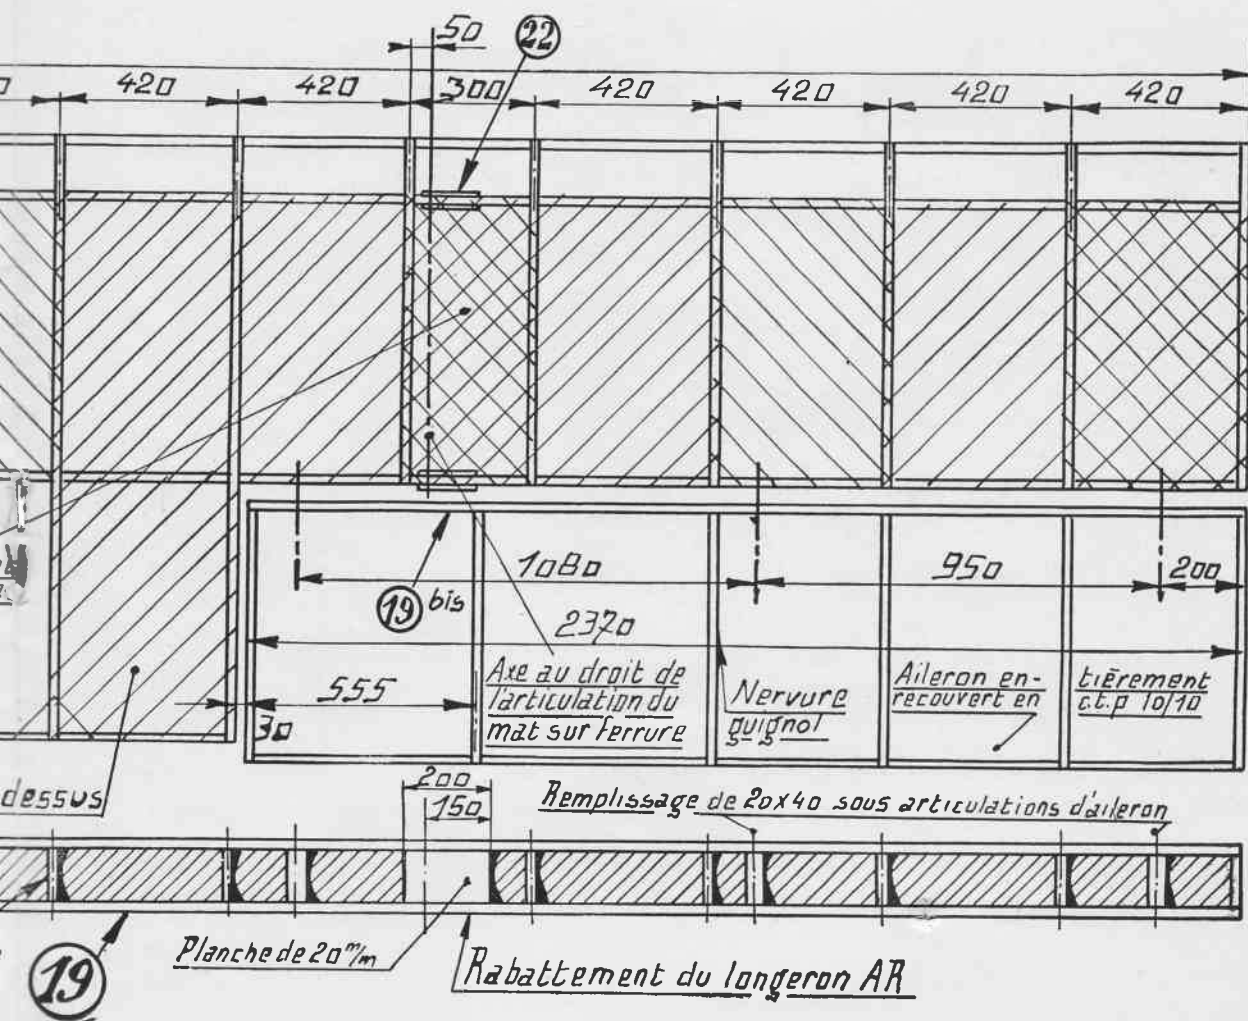 50
22
420
420
300
420
420
420
420
1080
950
200
19 bis
2370
555
30
Axe au droit de
l'articulation du
mat sur ferrure
Nervure
guignol
Aileron en-
recouvert en
tièrement
c.t.p 10/10
dessus
200
150
Remplissage de 20x40 sous articulations d'aileron
19
Planche de 20 m/m
Rabattement du longeron AR